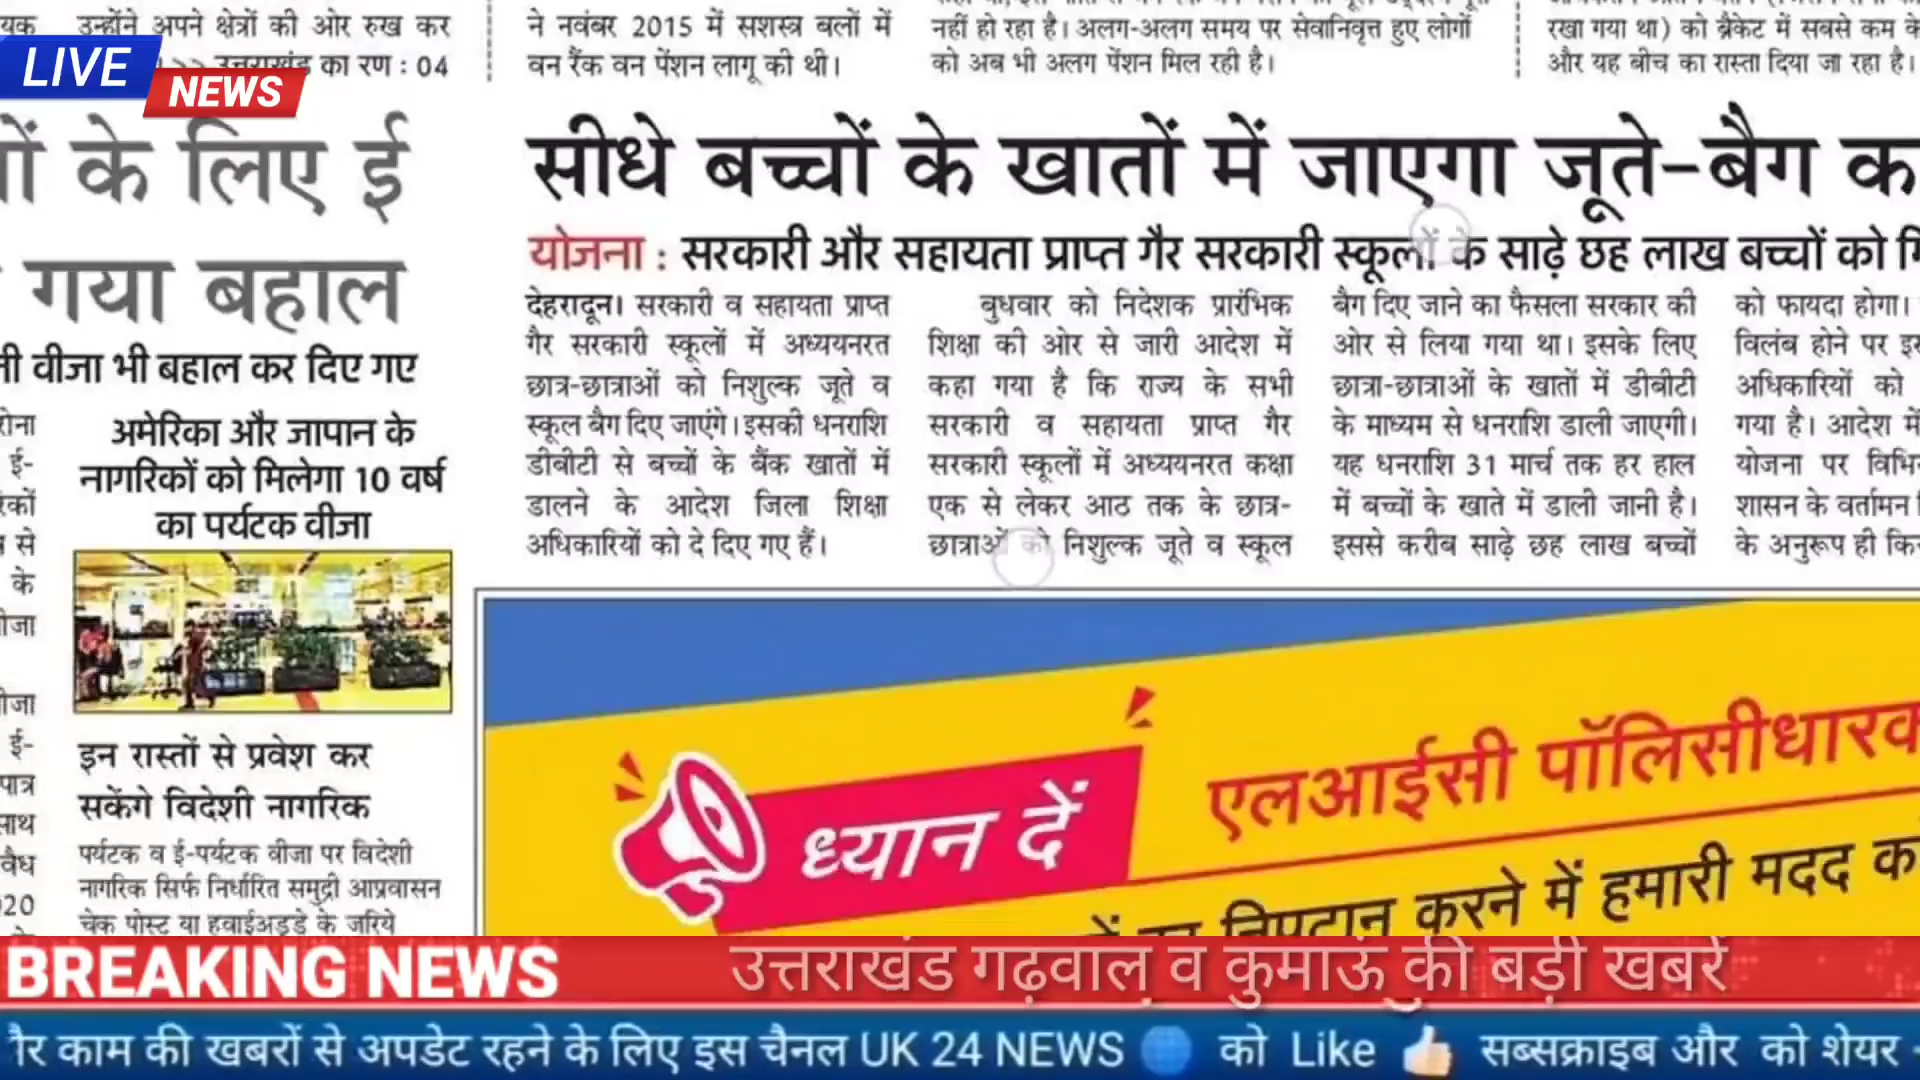 उन्होंने अपने क्षेत्रों की ओर रुख कर
उत्तराखंड का रण : 04
LIVE
NEWS
के लिए ई
गया बहाल
वीजा भी बहाल कर दिए गए
अमेरिका और जापान के
नागरिकों को मिलेगा 10 वर्ष
का पर्यटक वीजा
इन रास्तों से प्रवेश कर
सकेंगे विदेशी नागरिक
पर्यटक व ई-पर्यटक वीजा पर विदेशी
नागरिक सिर्फ निर्धारित समुद्री आप्रवासन
चेक पोस्ट या हवाईअड्डे के जरिये
ने नवंबर 2015 में सशस्त्र बलों में
वन रैंक वन पेंशन लागू की थी।
नहीं हो रहा है। अलग-अलग समय पर सेवानिवृत्त हुए लोगों
को अब भी अलग पेंशन मिल रही है।
रखा गया था) को ब्रैकेट में सबसे कम के
और यह बीच का रास्ता दिया जा रहा है।
सीधे बच्चों के खातों में जाएगा जूते-बैग
योजना : सरकारी और सहायता प्राप्त गैर सरकारी स्कूलों के साढ़े छह लाख बच्चों को
देहरादून। सरकारी व सहायता प्राप्त
गैर सरकारी स्कूलों में अध्ययनरत
छात्र-छात्राओं को निशुल्क जूते व
स्कूल बैग दिए जाएंगे। इसकी धनराशि
डीबीटी से बच्चों के बैंक खातों में
डालने के आदेश जिला शिक्षा
अधिकारियों को दे दिए गए हैं।
बुधवार को निदेशक प्रारंभिक
शिक्षा की ओर से जारी आदेश में
कहा गया है कि राज्य के सभी
सरकारी व सहायता प्राप्त गैर
सरकारी स्कूलों में अध्ययनरत कक्षा
एक से लेकर आठ तक के छात्र-
छात्राओं को निशुल्क जूते व स्कूल
बैग दिए जाने का फैसला सरकार की
ओर से लिया गया था। इसके लिए
छात्रा-छात्राओं के खातों में डीबीटी
के माध्यम से धनराशि डाली जाएगी।
यह धनराशि 31 मार्च तक हर हाल
में बच्चों के खाते में डाली जानी है।
इससे करीब साढ़े छह लाख बच्चों
को फायदा होगा।
विलंब होने पर
अधिकारियों को
गया है। आदेश में
योजना पर
शासन के वर्तामन
के अनुरूप ही
ध्यान दें
एलआईसी
करने में हमारी मदद
BREAKING NEWS
उत्तराखंड गढ़वाल व कुमाऊं की बड़ी खबरें
काम की खबरों से अपडेट रहने के लिए इस चैनल UK 24 NEWS 🌐 को Like 👍🏻 सब्सक्राइब और को शेयर